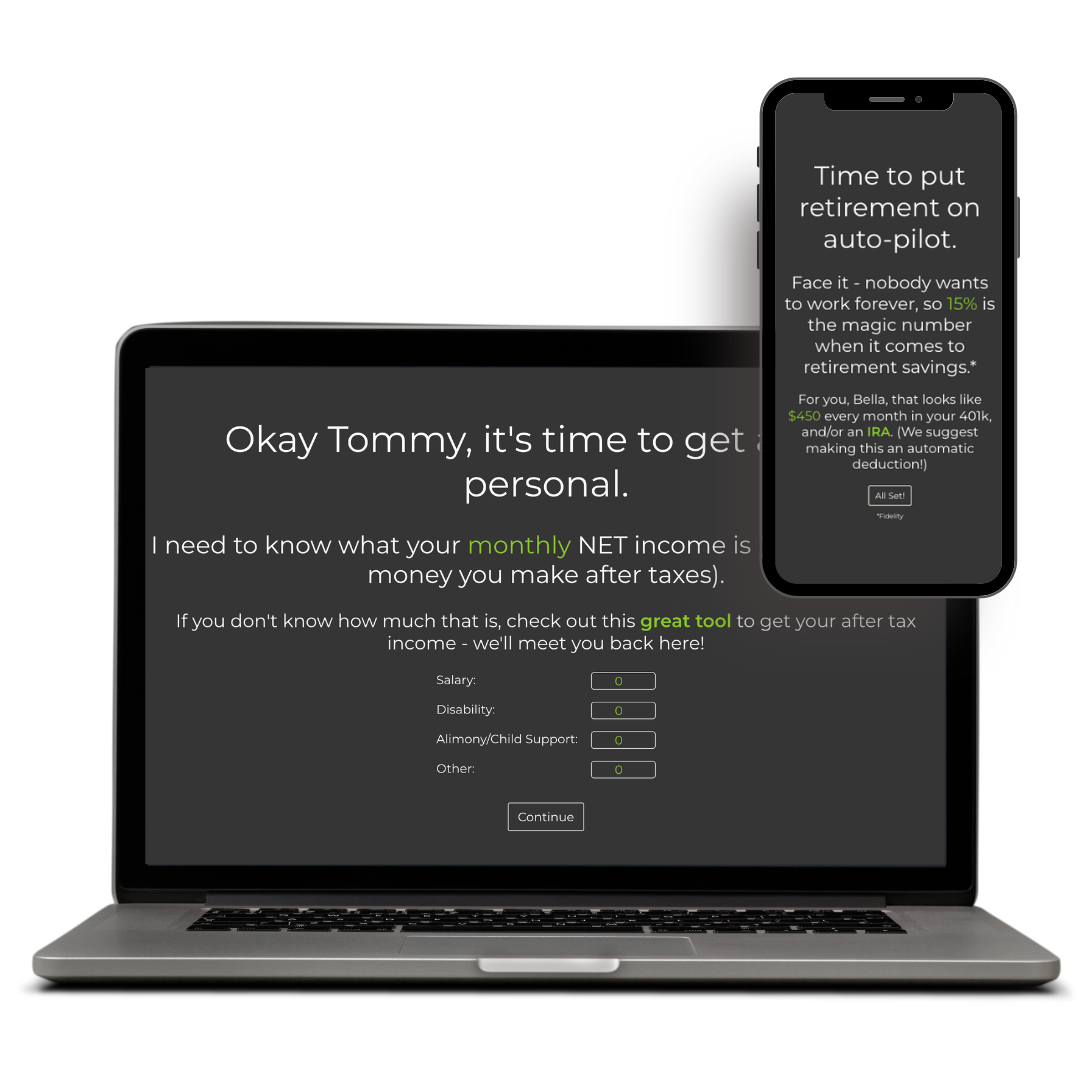 Time to put
retirement on
auto-pilot.
Face it - nobody wants
to work forever, so 15% is
the magic number
when it comes to
retirement savings.*
For you, Bella, that looks like
$450 every month in your 401k,
and/or an IRA. (We suggest
making this an automatic
deduction!)
All Set!
*Fidelity
Okay Tommy, it's time to get
personal.
I need to know what your monthly NET income is
money you make after taxes).
If you don't know how much that is, check out this great tool to get your after tax
income - we'll meet you back here!
Salary: 0
Disability: 0
Alimony/Child Support: 0
Other: 0
Continue